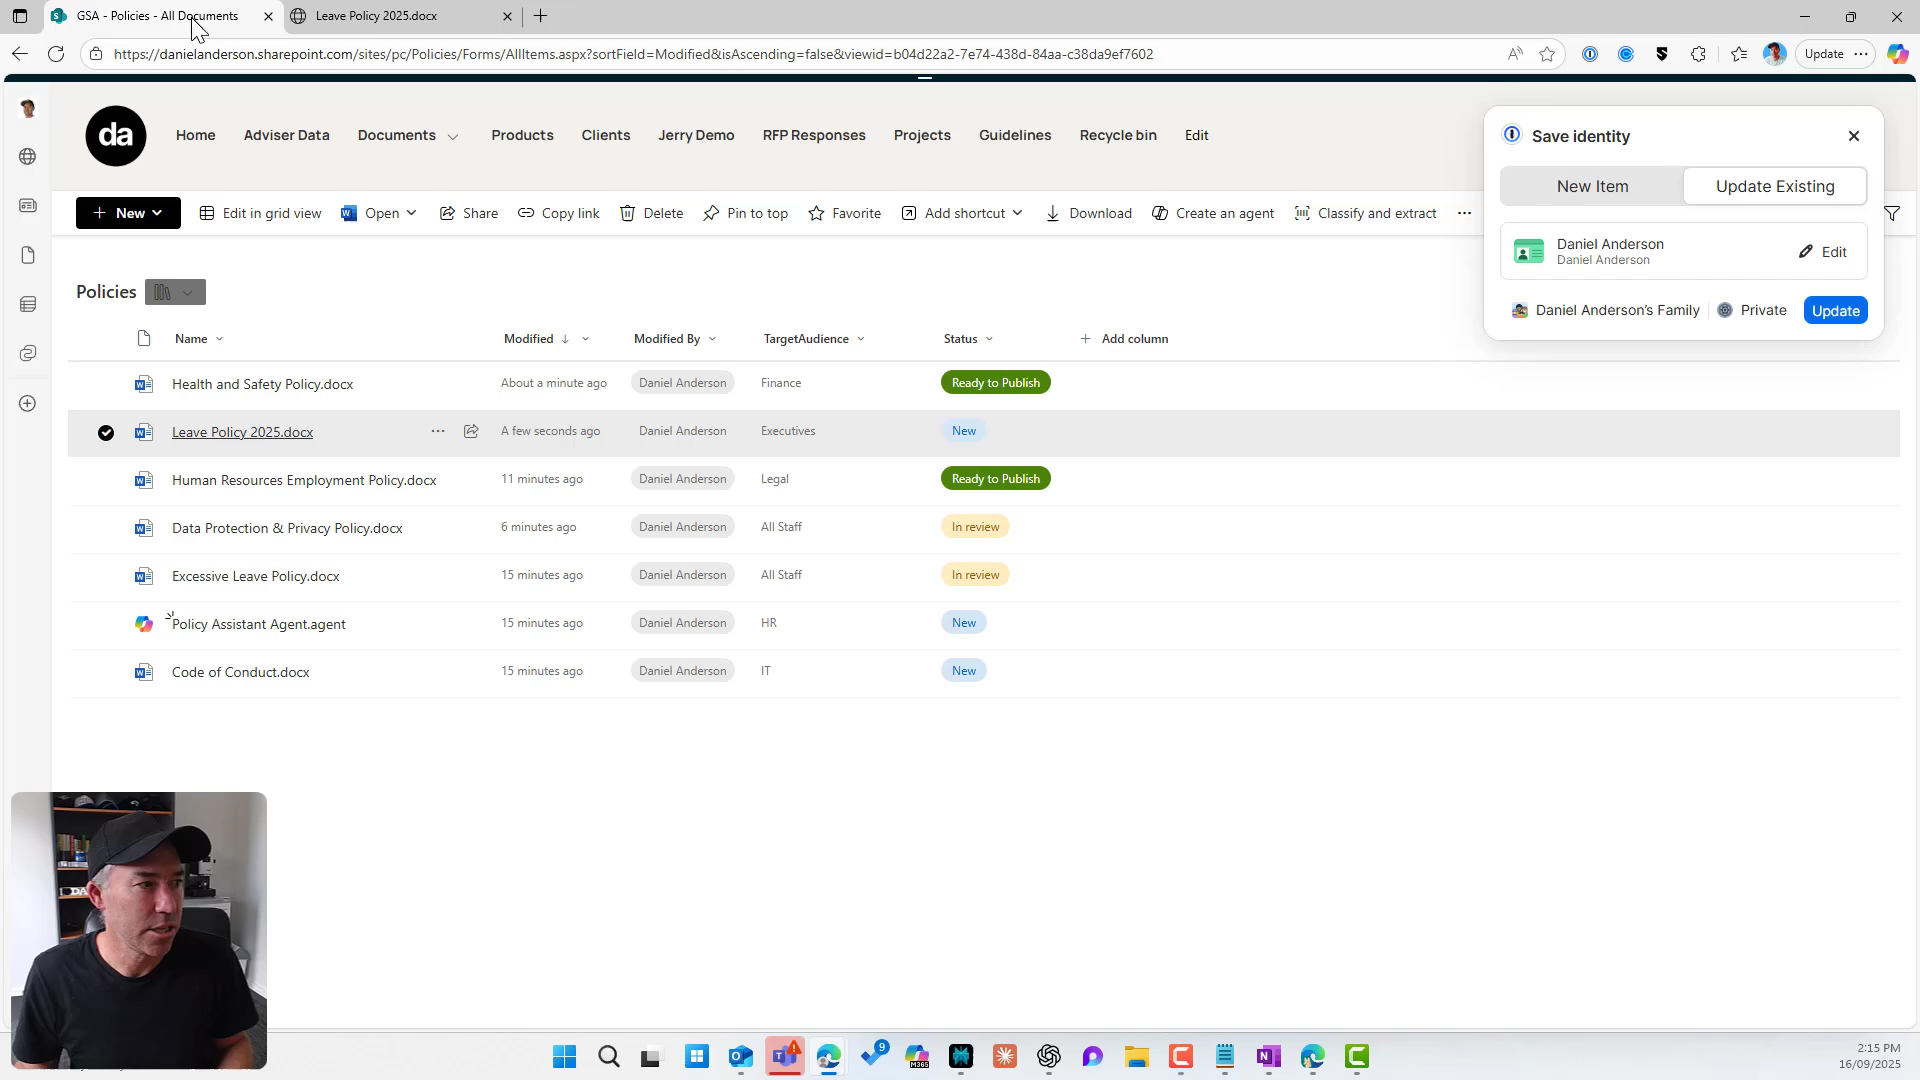 GSA - Policies - All Documents
Leave Policy 2025.docx
https://danielanderson.sharepoint.com/sites/pc/Policies/Forms/AllItems.aspx?sortField=Modified&isAscending=false&viewid=b04d22a2-7e74-438d-84aa-c38da9ef7602
Update
da
Home
Adviser Data
Documents
Products
Clients
Jerry Demo
RFP Responses
Projects
Guidelines
Recycle bin
Edit
New
Edit in grid view
Open
Share
Copy link
Delete
Pin to top
Favorite
Add shortcut
Download
Create an agent
Classify and extract
Save identity
New Item
Update Existing
Daniel Anderson
Daniel Anderson
Edit
Daniel Anderson's Family
Private
Update
Policies
Name Modified Modified By TargetAudience Status Add column
Health and Safety Policy.docx About a minute ago Daniel Anderson Finance Ready to Publish
Leave Policy 2025.docx A few seconds ago Daniel Anderson Executives New
Human Resources Employment Policy.docx 11 minutes ago Daniel Anderson Legal Ready to Publish
Data Protection & Privacy Policy.docx 6 minutes ago Daniel Anderson All Staff In review
Excessive Leave Policy.docx 15 minutes ago Daniel Anderson All Staff In review
Policy Assistant Agent.agent 15 minutes ago Daniel Anderson HR New
Code of Conduct.docx 15 minutes ago Daniel Anderson IT New
DA
9
M365
2:15 PM
16/09/2025